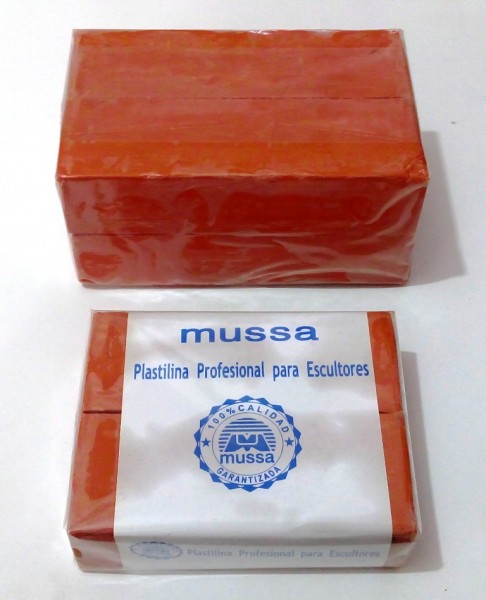 mussa
Plastilina Profesional para Escultores
100% CALIDAD
mussa
GARANTIZADA
Plastilina Profesional para Escultores